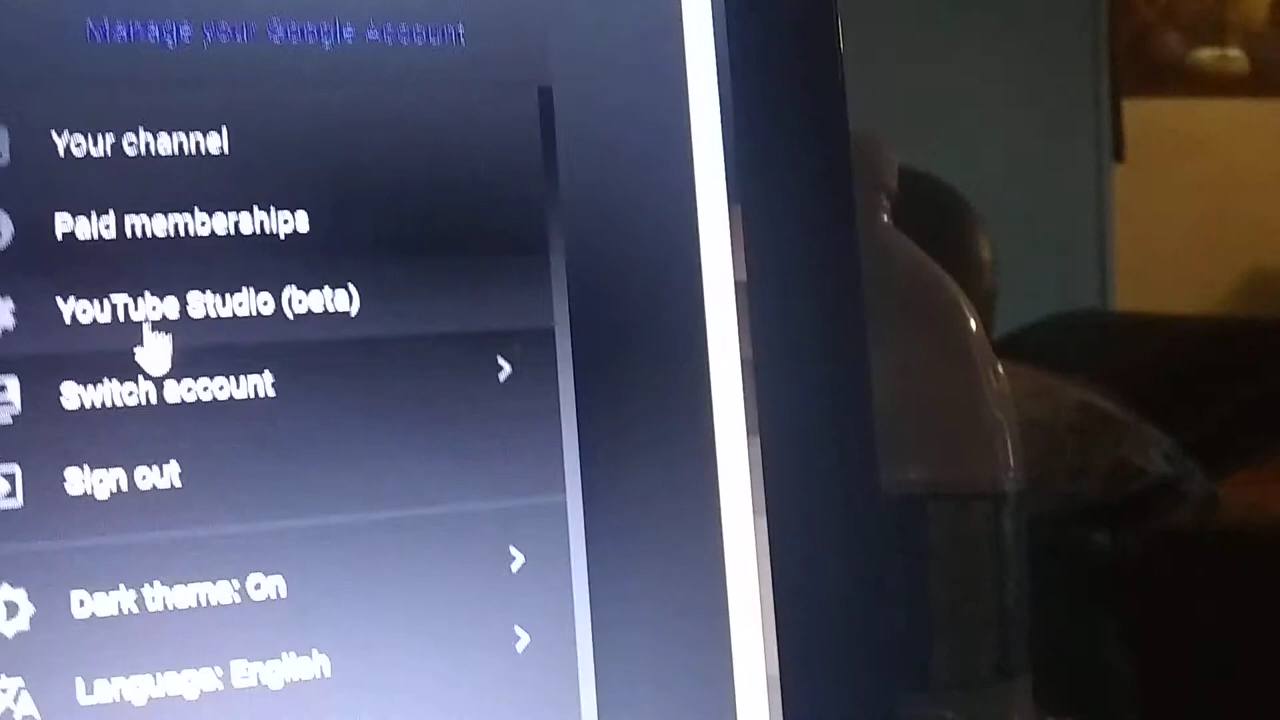 Manage your Google Account
Your channel
Paid memberships
YouTube Studio (beta)
Switch account
Sign out
Dark theme: On
Language: English